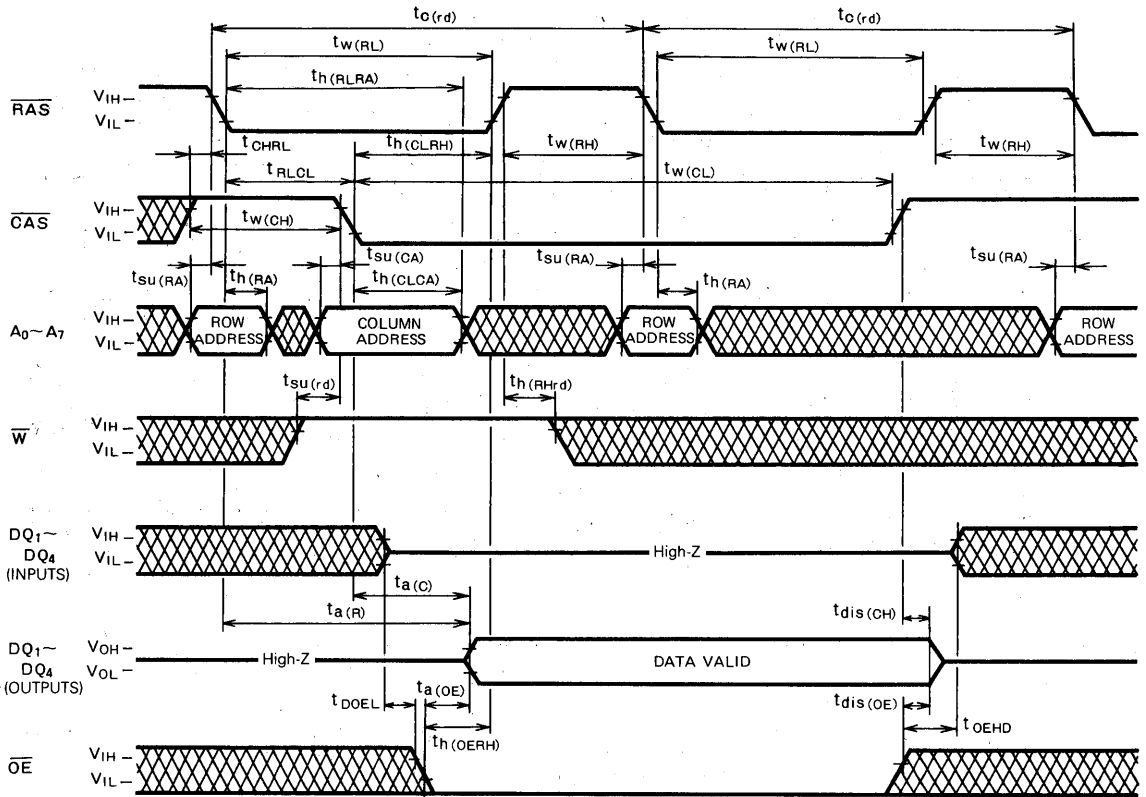 tC(rd) tC(rd)
tW(RL) tW(RL)
th(RLRA)
RAS VIH VIL
tCHRL th(CLRH) tW(RH) tW(RH)
tRLCL tW(CL)
CAS VIH VIL
tW(CH)
tsu(CA)
tsu(RA) th(RA) th(CLCA) tsu(RA) th(RA) tsu(RA)
A0~A7 VIH VIL ROW ADDRESS COLUMN ADDRESS ROW ADDRESS ROW ADDRESS
tsu(rd) th(RHrd)
W VIH VIL
DQ1~ DQ4 (INPUTS) VIH VIL High-Z
ta(C)
ta(R) tdis(CH)
DQ1~ DQ4 (OUTPUTS) VOH VOL High-Z DATA VALID
tDOEL ta(OE) tdis(OE) tOEHD
th(OERH)
OE VIH VIL